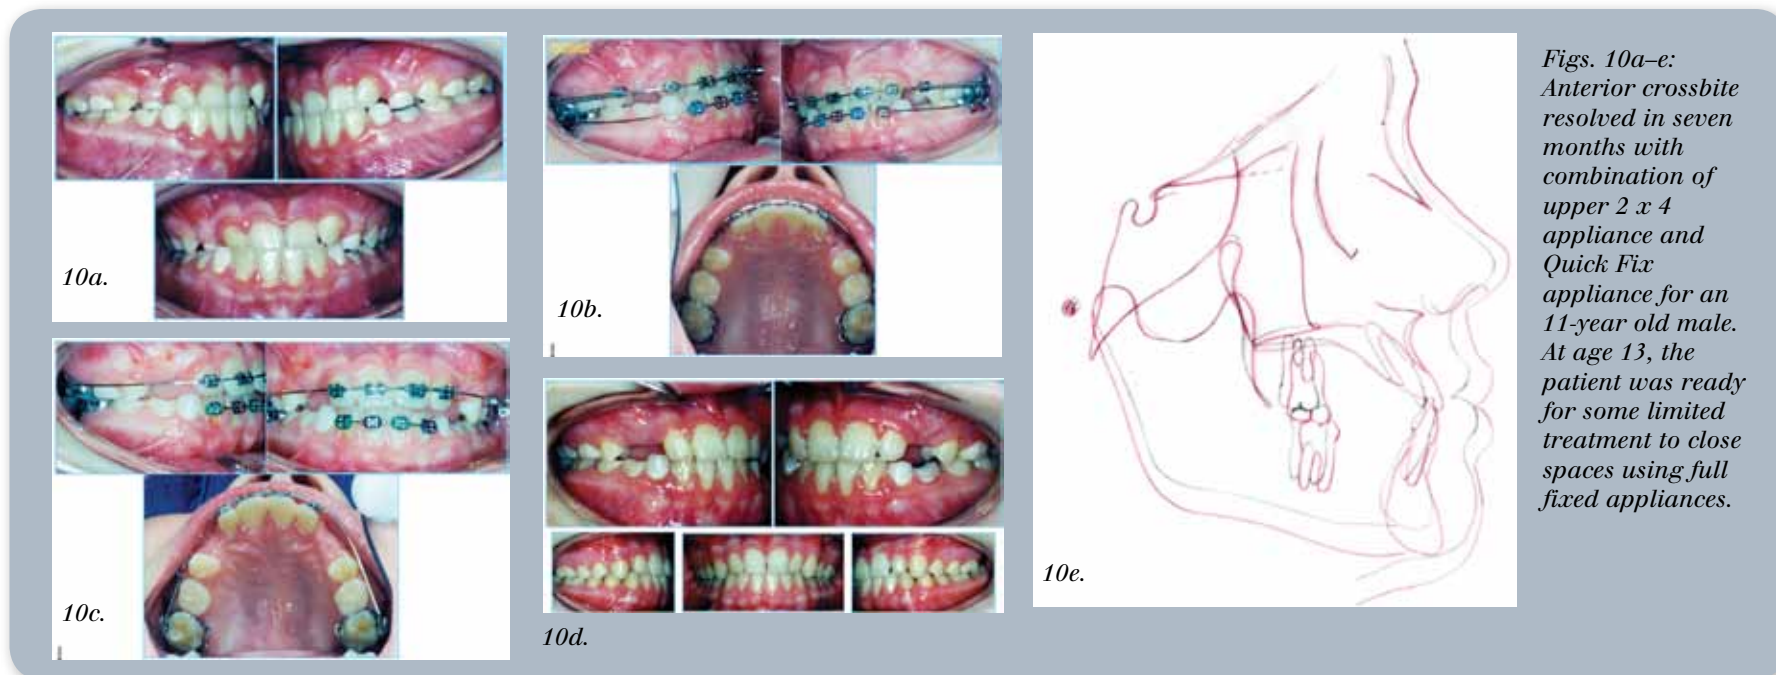 10a.
10b.
10c.
10d.
10e.
Figs. 10a–e:
Anterior crossbite
resolved in seven
months with
combination of
upper 2 x 4
appliance and
Quick Fix
appliance for an
11-year old male.
At age 13, the
patient was ready
for some limited
treatment to close
spaces using full
fixed appliances.